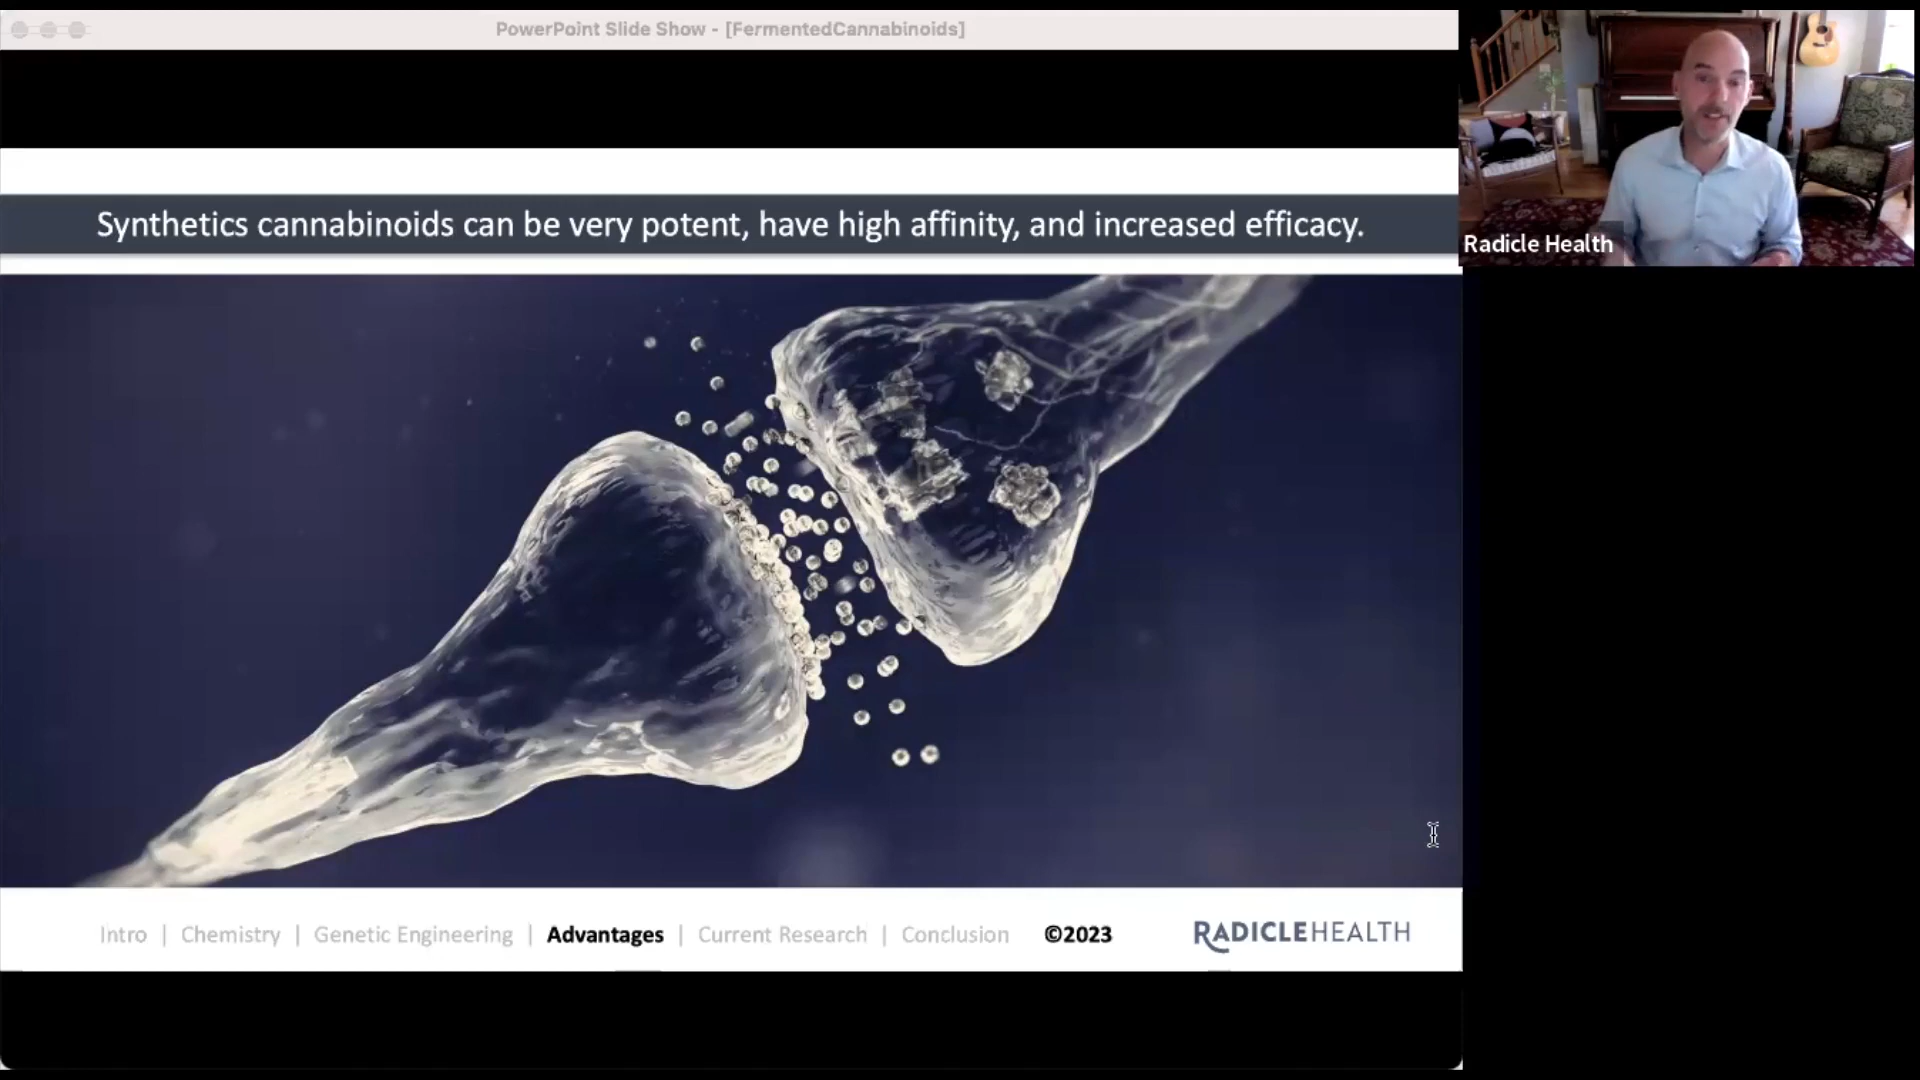 PowerPoint Slide Show - [FermentedCannabinoids]
Radicle Health
Synthetics cannabinoids can be very potent, have high affinity, and increased efficacy.
Intro | Chemistry | Genetic Engineering | Advantages | Current Research | Conclusion ©2023 RADICLEHEALTH